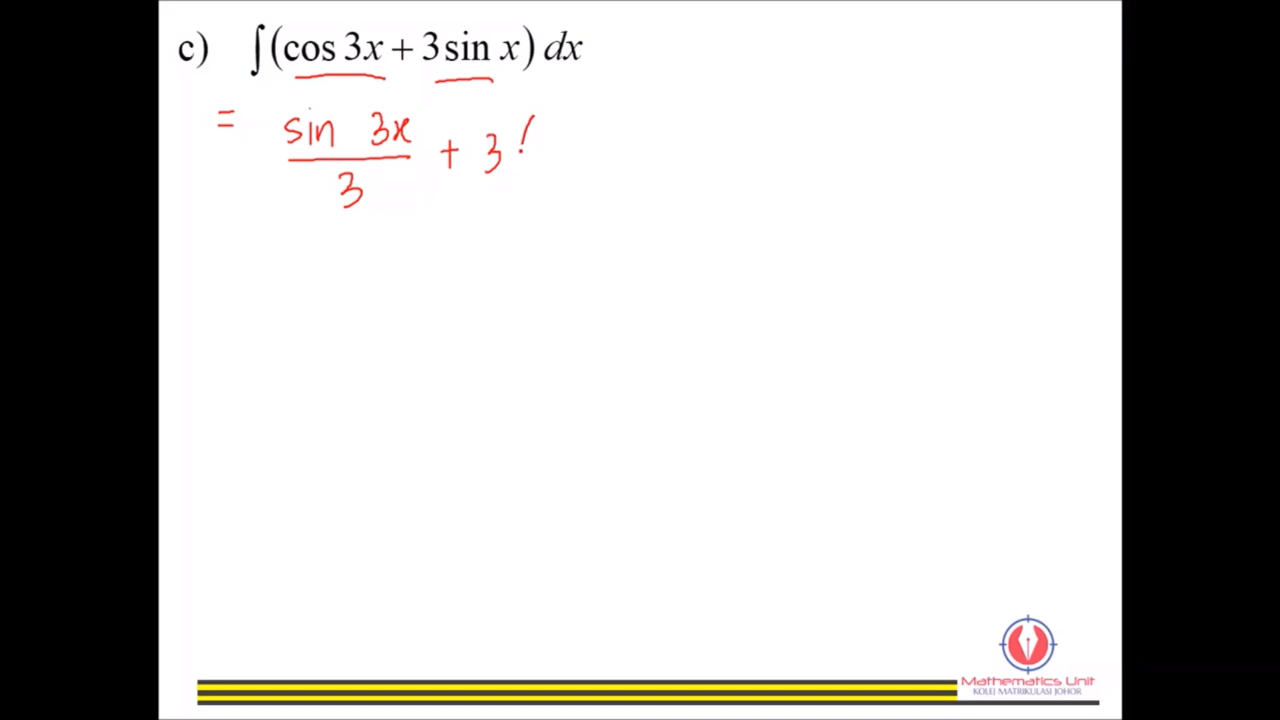 c) ∫(cos 3x + 3 sin x) dx
= sin 3x / 3 + 3 (
Mathematics Unit
KOLEJ MATRIKULASI JOHOR